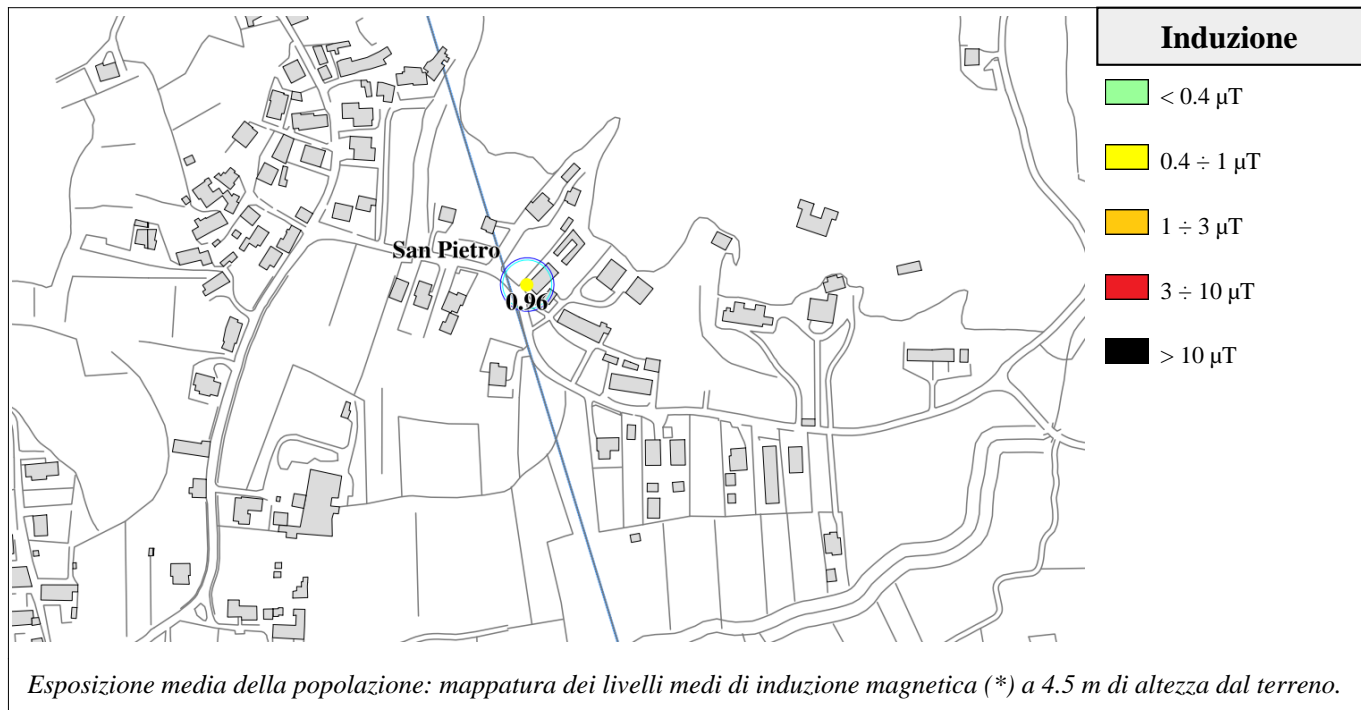 Induzione
< 0.4 µT
0.4 ÷ 1 µT
1 ÷ 3 µT
3 ÷ 10 µT
> 10 µT
San Pietro
0.96
Esposizione media della popolazione: mappatura dei livelli medi di induzione magnetica (*) a 4.5 m di altezza dal terreno.